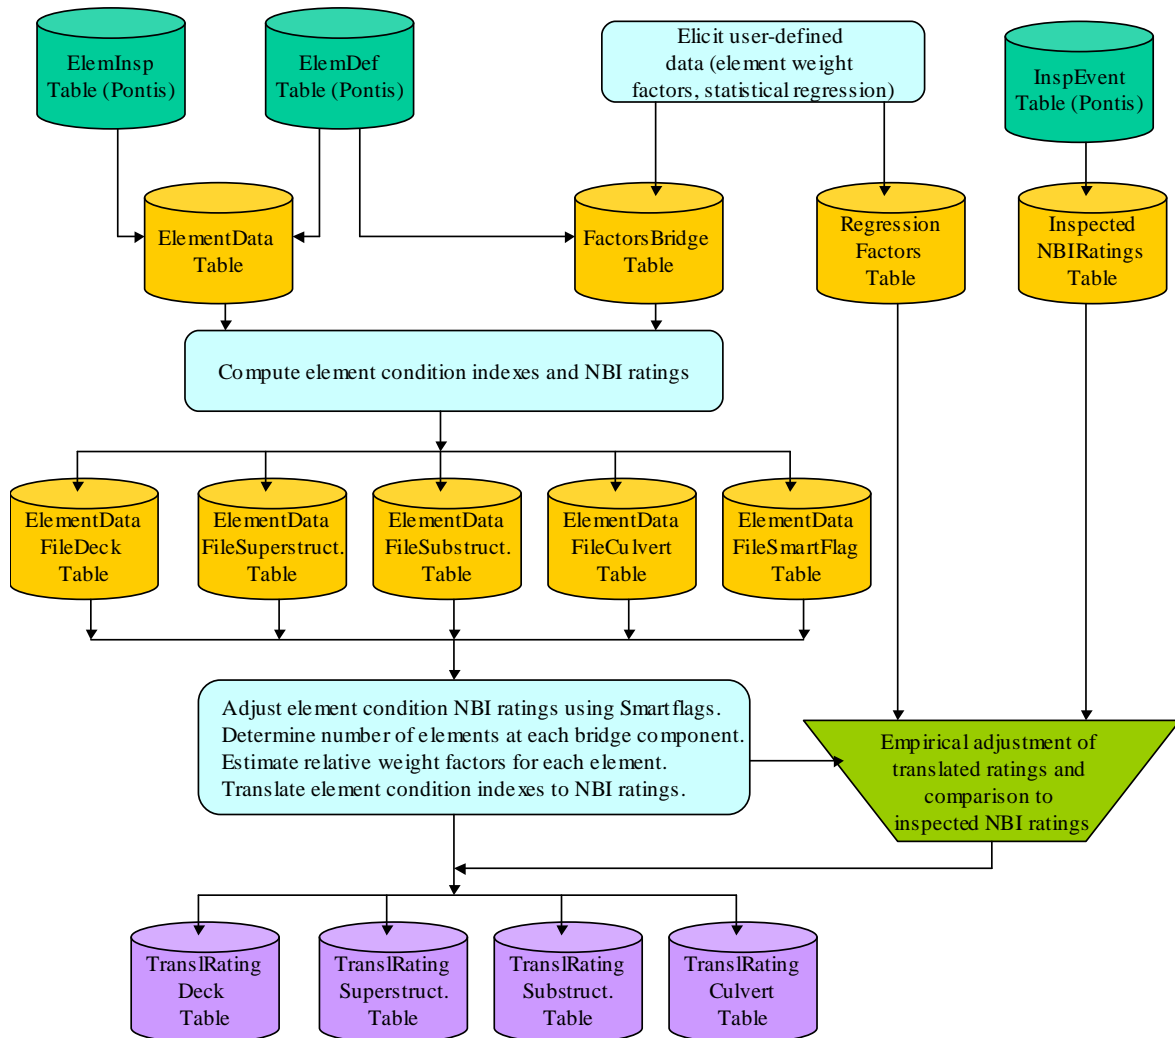 ElemInsp
Table (Pontis)
ElemDef
Table (Pontis)
Elicit user-defined
data (element weight
factors, statistical regression)
InspEvent
Table (Pontis)
ElementData
Table
FactorsBridge
Table
Regression
Factors
Table
Inspected
NBIRatings
Table
Compute element condition indexes and NBI ratings
ElementData
FileDeck
Table
ElementData
FileSuperstruct.
Table
ElementData
FileSubstruct.
Table
ElementData
FileCulvert
Table
ElementData
FileSmartFlag
Table
Adjust element condition NBI ratings using Smartflags.
Determine number of elements at each bridge component.
Estimate relative weight factors for each element.
Translate element condition indexes to NBI ratings.
Empirical adjustment of
translated ratings and
comparison to
inspected NBI ratings
TranslRating
Deck
Table
TranslRating
Superstruct.
Table
TranslRating
Substruct.
Table
TranslRating
Culvert
Table